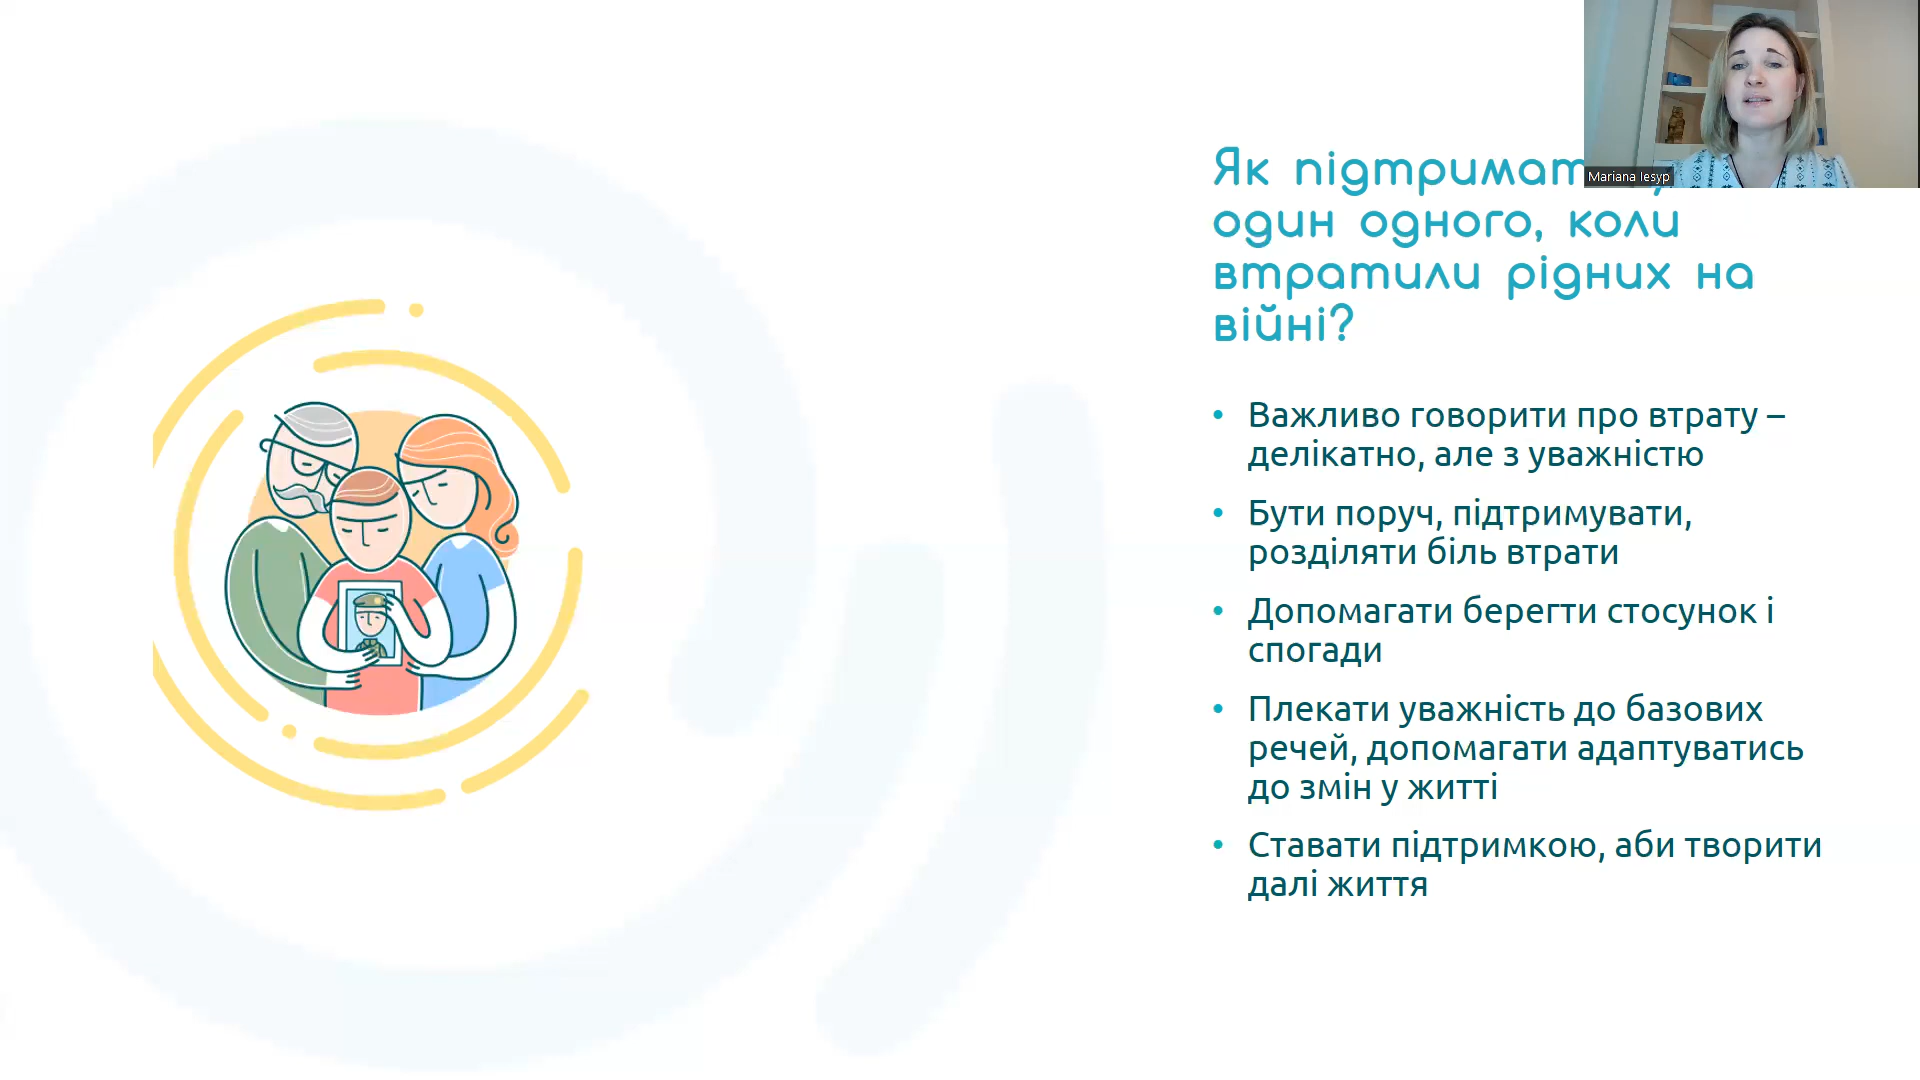 Mariana Iesyp
Як
один одного, коли
втратили рідних на
війні?
• Важливо говорити про втрату –
делікатно, але з уважністю
• Бути поруч, підтримувати,
розділяти біль втрати
• Допомагати берегти стосунок і
спогади
• Плекати уважність до базових
речей, допомагати адаптуватись
до змін у житті
• Ставати підтримкою, аби творити
далі життя